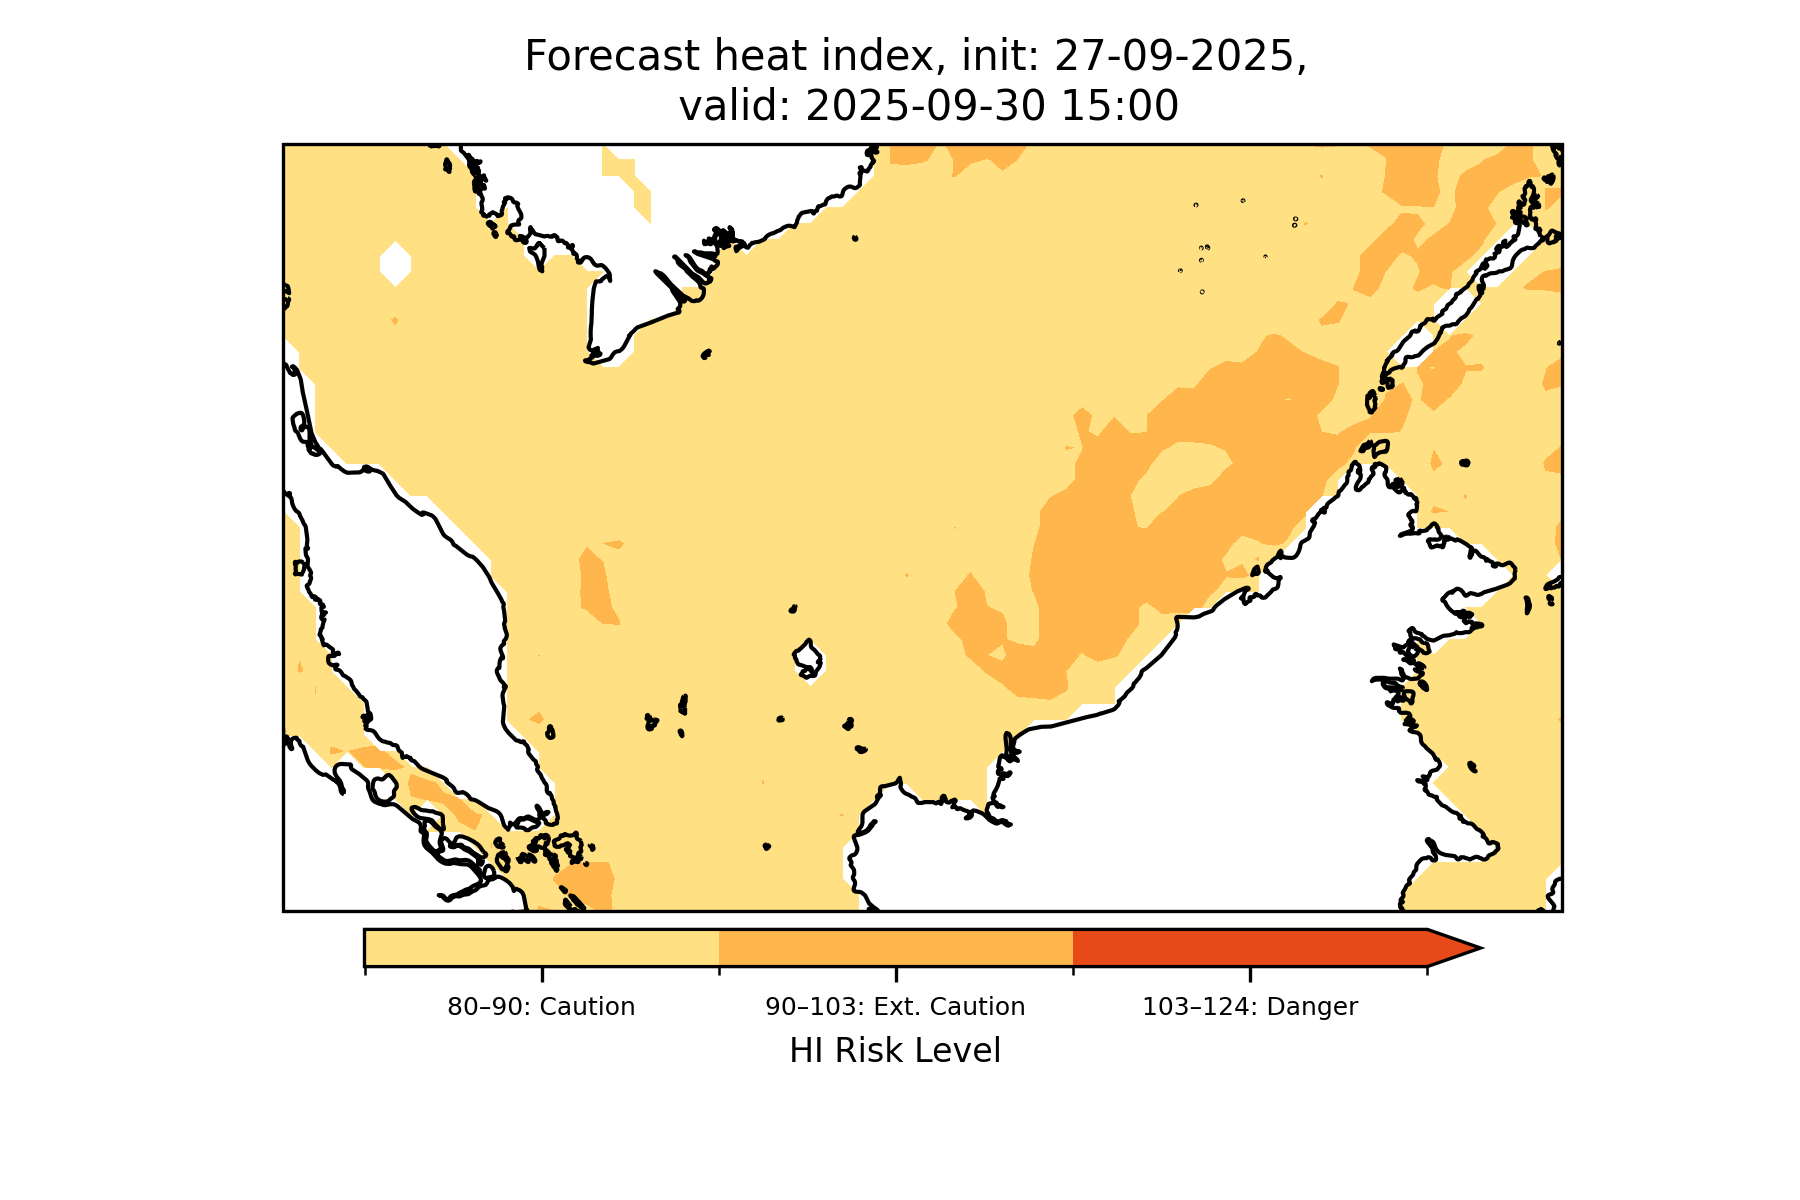 Forecast heat index, init: 27-09-2025,
valid: 2025-09-30 15:00
80–90: Caution
90–103: Ext. Caution
103–124: Danger
HI Risk Level